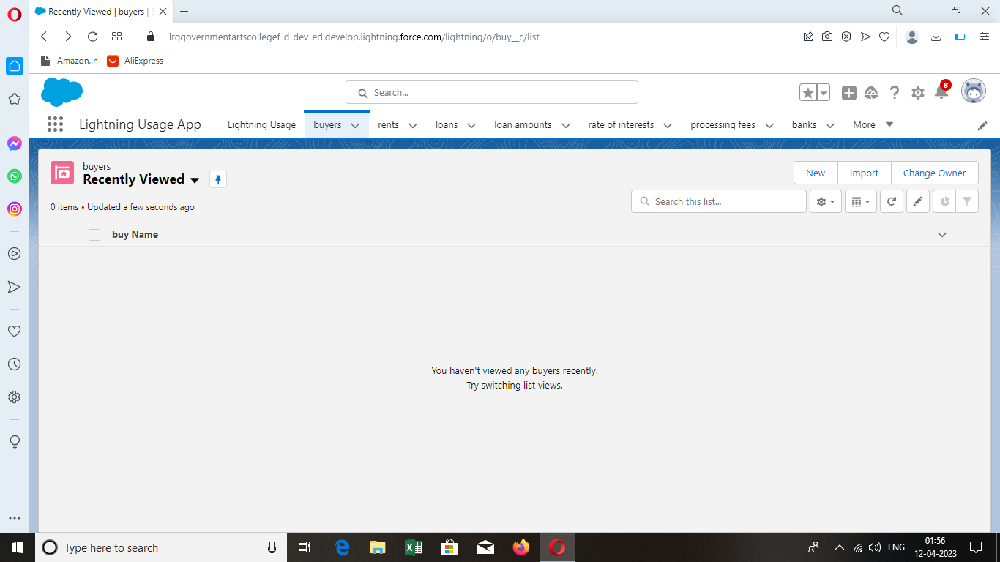 Recently Viewed | buyers | S
lrggovernmentartscollegef-d-dev-ed.develop.lightning.force.com/lightning/o/buy__c/list
Amazon.in AliExpress
Search...
8
Lightning Usage App Lightning Usage buyers rents loans loan amounts rate of interests processing fees banks More
buyers
Recently Viewed
New Import Change Owner
0 items • Updated a few seconds ago
Search this list...
buy Name
You haven't viewed any buyers recently.
Try switching list views.
Type here to search
ENG
01:56
12-04-2023